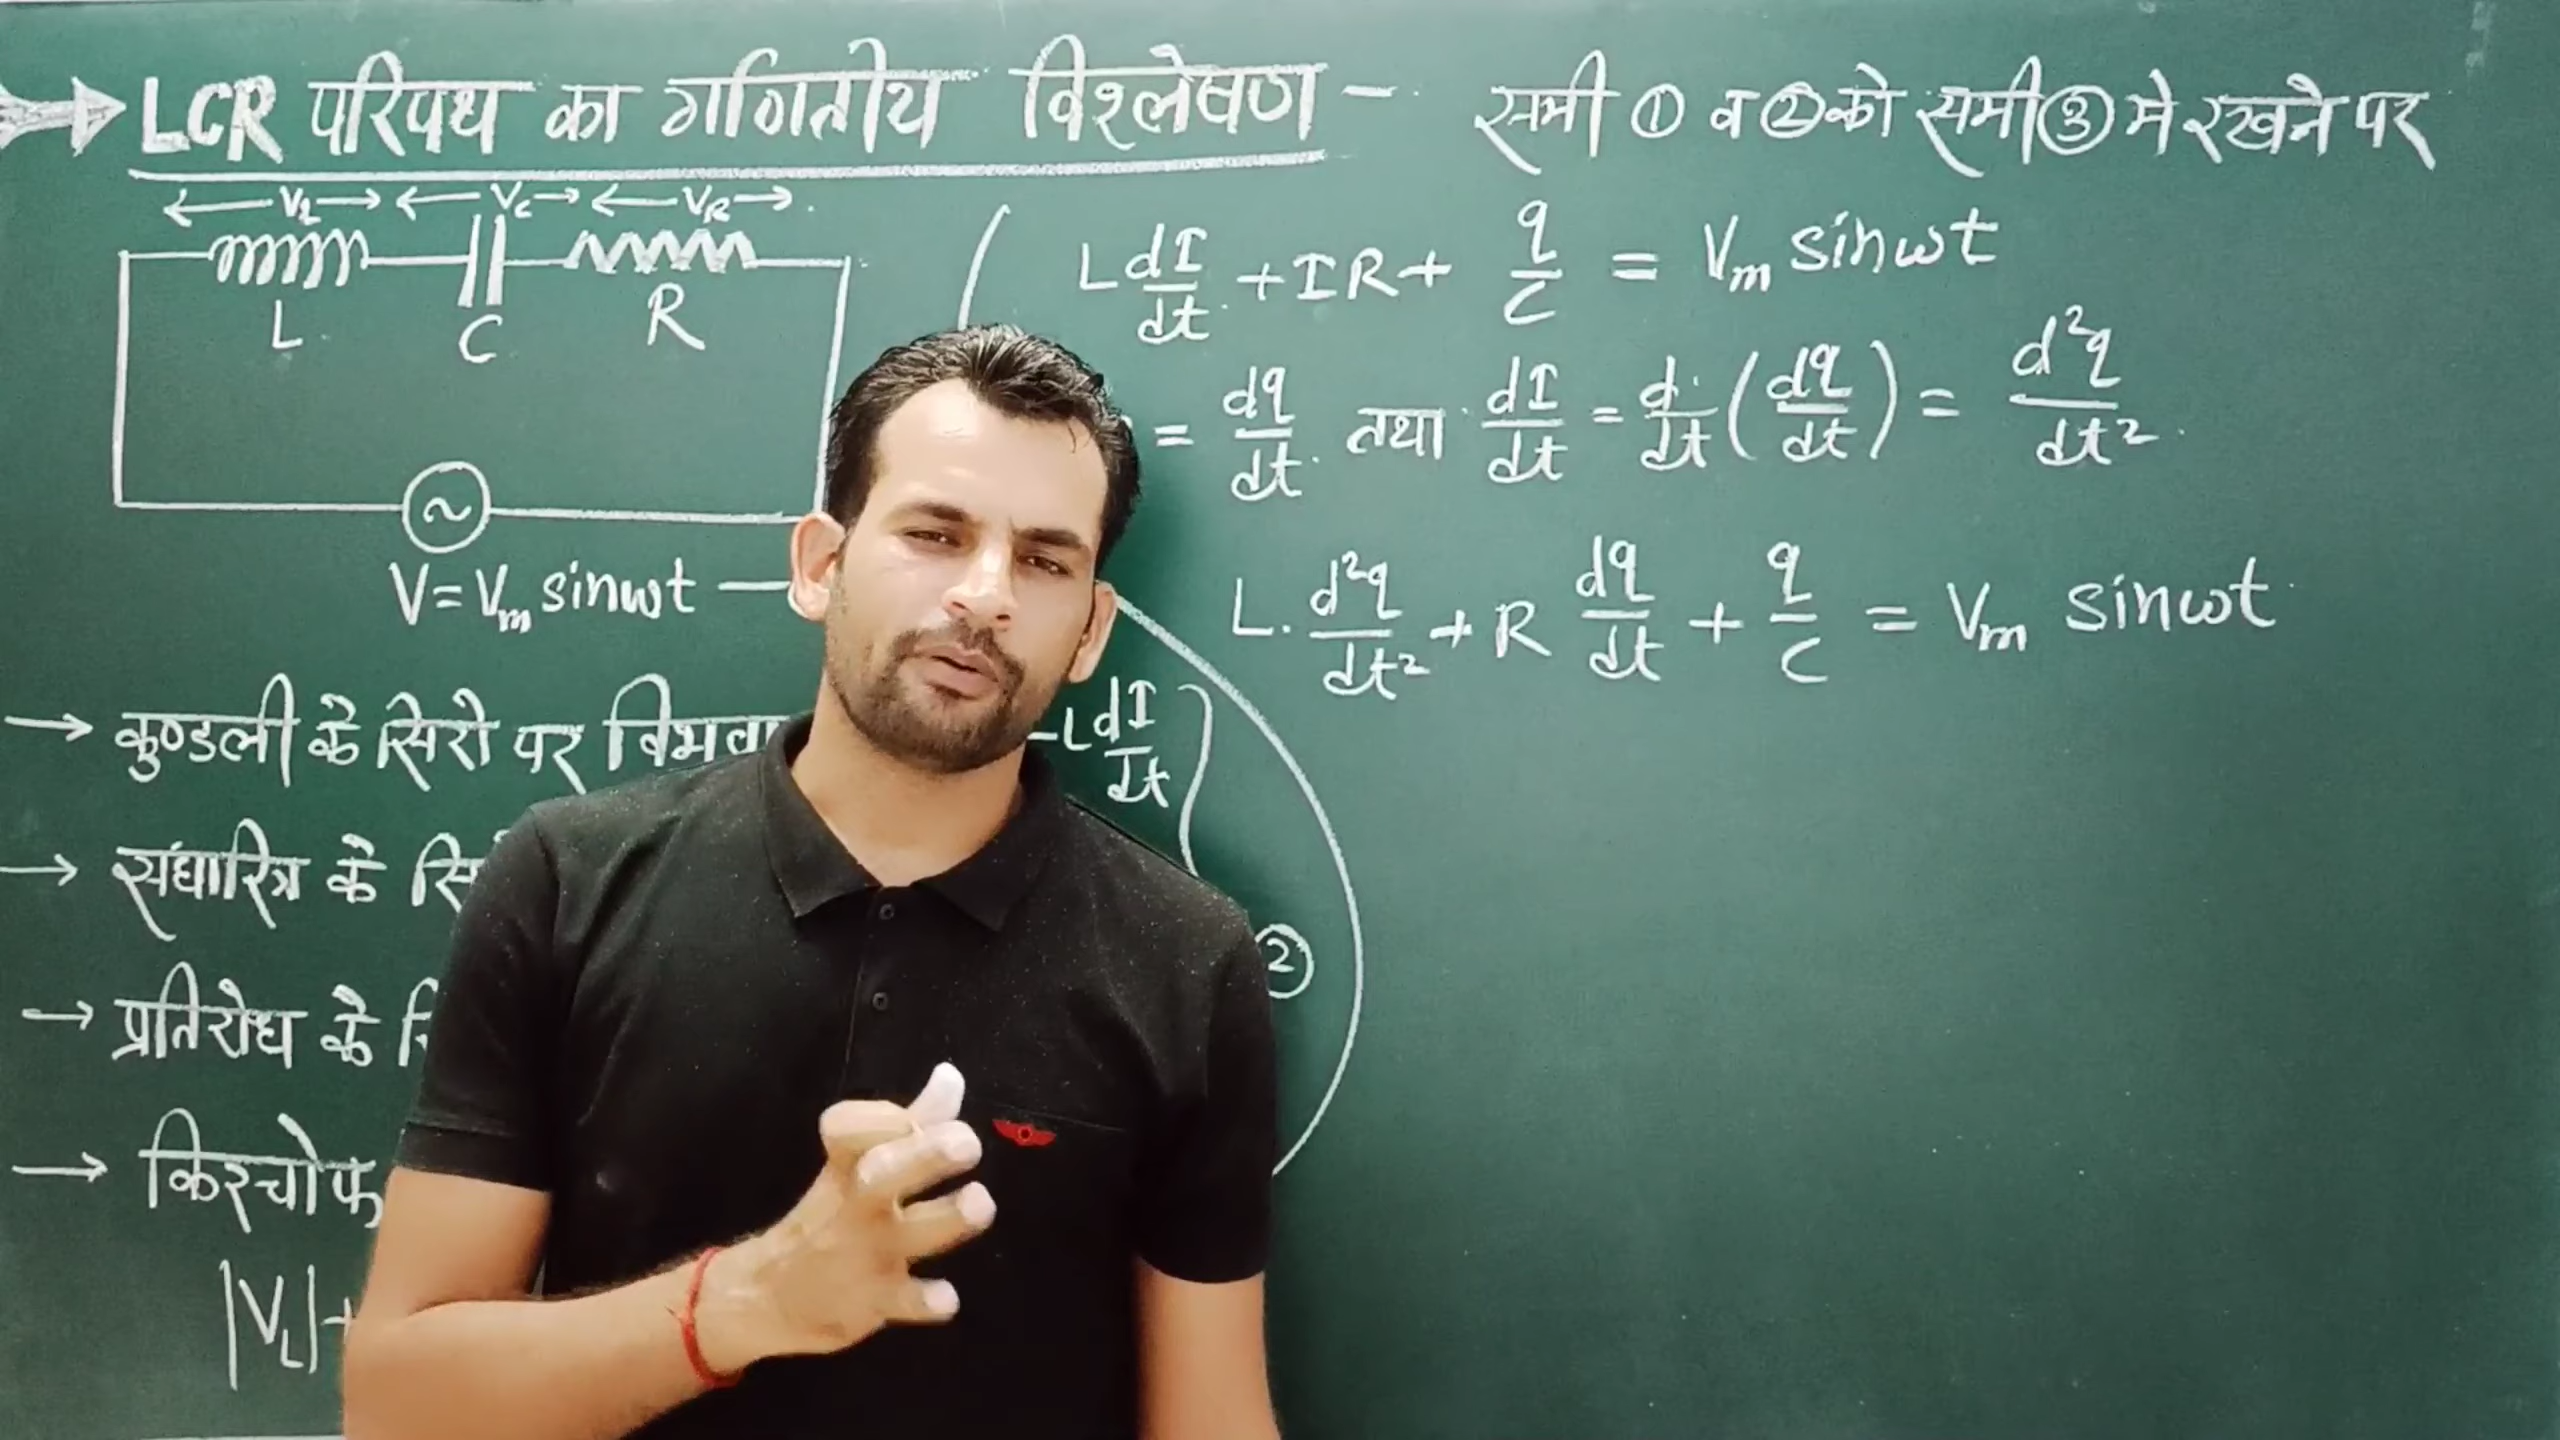 LCR परिपथ का गणितीय विश्लेषण -
V_L V_C V_R
L C R
V = V_m sinωt
→ कुण्डली के सिरो पर विभवा
-L dI/dt
→ संधारित्र के
②
→ प्रतिरोध के
→ किरचोफ
|V_L| +
समी ① व ② को समी ③ मे रखने पर
L dI/dt + IR + q/C = V_m sinωt
= dq/dt तथा dI/dt = d/dt (dq/dt) = d²q/dt²
L. d²q/dt² + R dq/dt + q/C = V_m sinωt